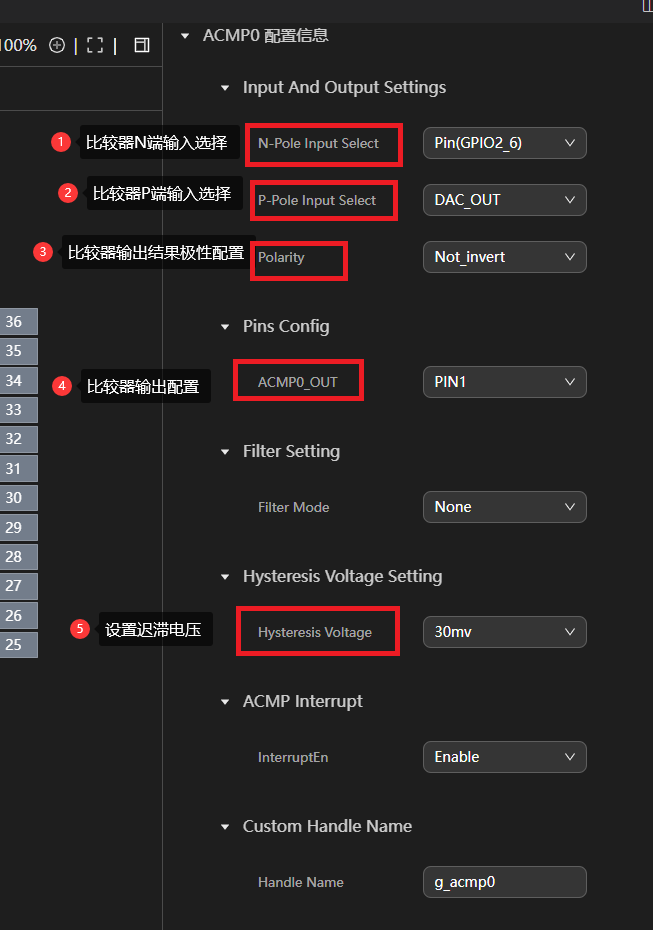 100%
ACMP0 配置信息
Input And Output Settings
1 比较器N端输入选择 N-Pole Input Select Pin(GPIO2_6)
2 比较器P端输入选择 P-Pole Input Select DAC_OUT
3 比较器输出结果极性配置 Polarity Not_invert
Pins Config
4 比较器输出配置 ACMP0_OUT PIN1
Filter Setting
Filter Mode None
Hysteresis Voltage Setting
5 设置迟滞电压 Hysteresis Voltage 30mv
ACMP Interrupt
InterruptEn Enable
Custom Handle Name
Handle Name g_acmp0
36
35
34
33
32
31
30
29
28
27
26
25